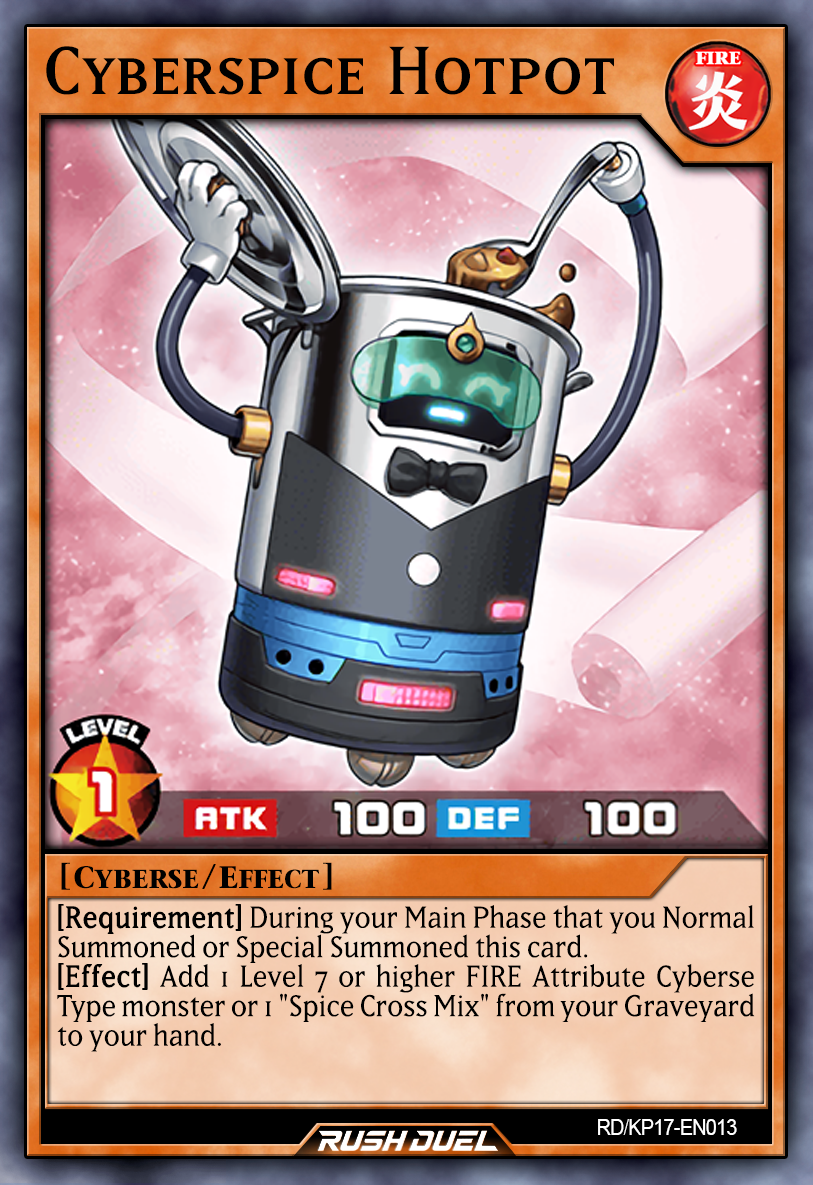 Cyberspice Hotpot
FIRE
炎
LEVEL
1
ATK 100 DEF 100
[Cyberse/Effect]
[Requirement] During your Main Phase that you Normal
Summoned or Special Summoned this card.
[Effect] Add 1 Level 7 or higher FIRE Attribute Cyberse
Type monster or 1 "Spice Cross Mix" from your Graveyard
to your hand.
RUSH DUEL
RD/KP17-EN013